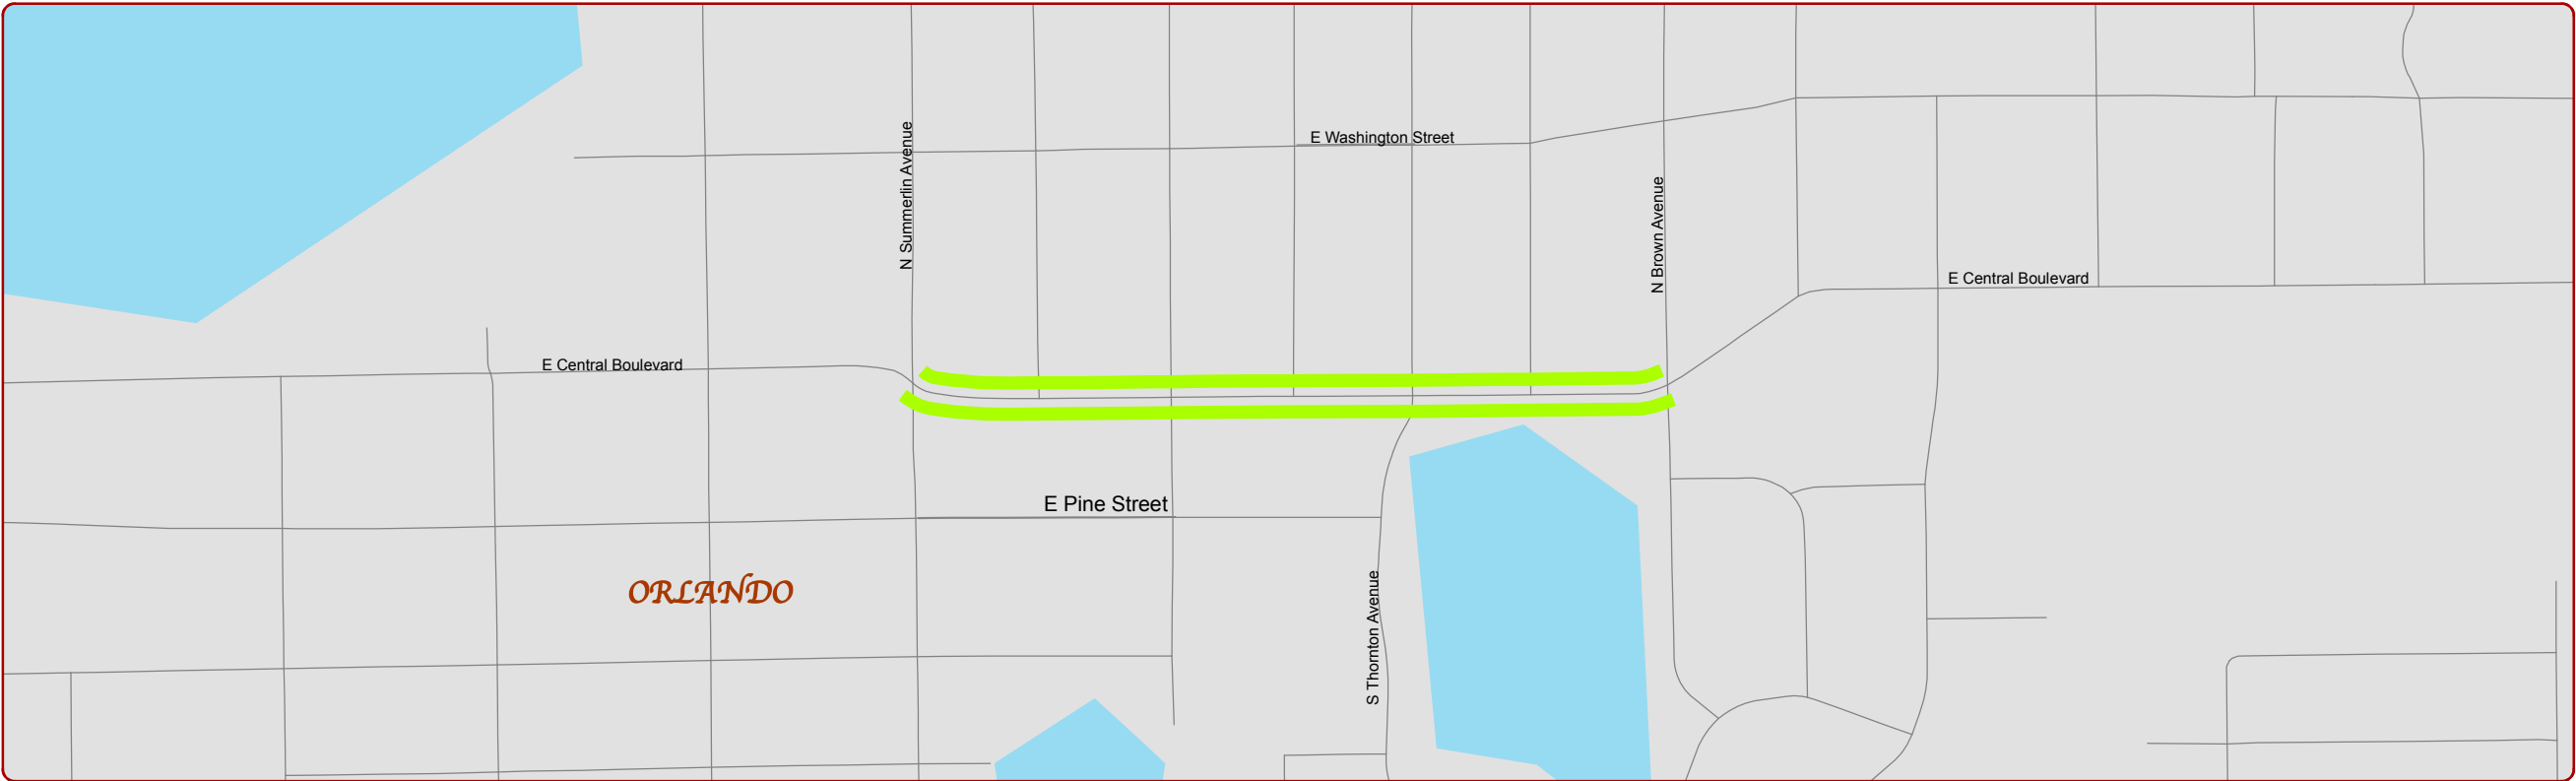 E Washington Street
N Summerlin Avenue
N Brown Avenue
E Central Boulevard
E Central Boulevard
E Pine Street
ORLANDO
S Thornton Avenue